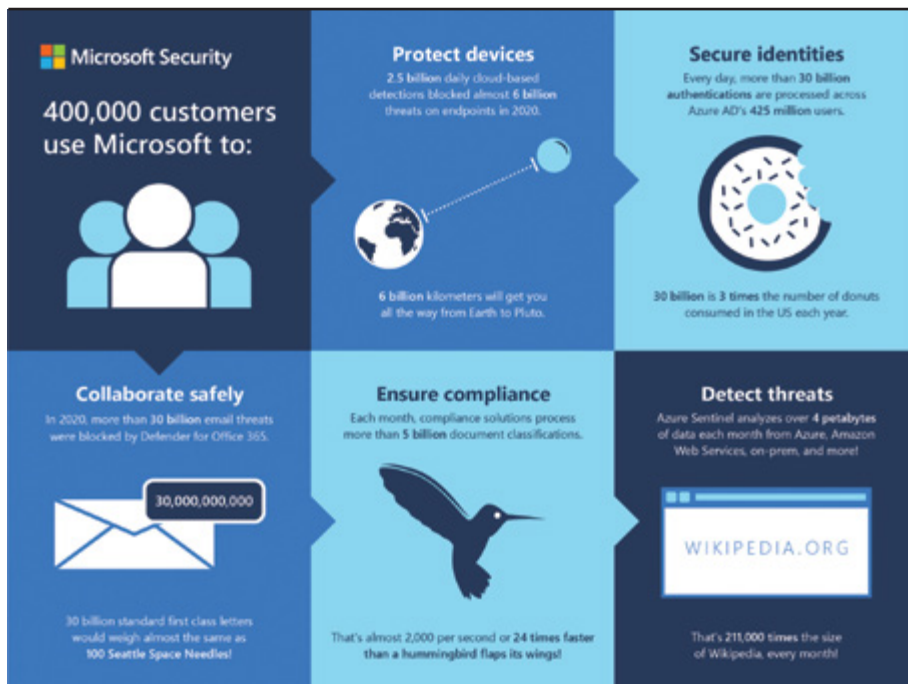 Microsoft Security
400,000 customers
use Microsoft to:
Protect devices
2.5 billion daily cloud-based
detections blocked almost 6 billion
threats on endpoints in 2020.
6 billion kilometers will get you
all the way from Earth to Pluto.
Secure identities
Every day, more than 30 billion
authentications are processed across
Azure AD's 425 million users.
30 billion is 3 times the number of donuts
consumed in the US each year.
Collaborate safely
In 2020, more than 30 billion email threats
were blocked by Defender for Office 365.
30,000,000,000
30 billion standard first class letters
would weigh almost the same as
100 Seattle Space Needles!
Ensure compliance
Each month, compliance solutions process
more than 5 billion document classifications.
That's almost 2,000 per second or 24 times faster
than a hummingbird flaps its wings!
Detect threats
Azure Sentinel analyzes over 4 petabytes
of data each month from Azure, Amazon
Web Services, on-prem, and more!
WIKIPEDIA.ORG
That's 211,000 times the size
of Wikipedia, every month!